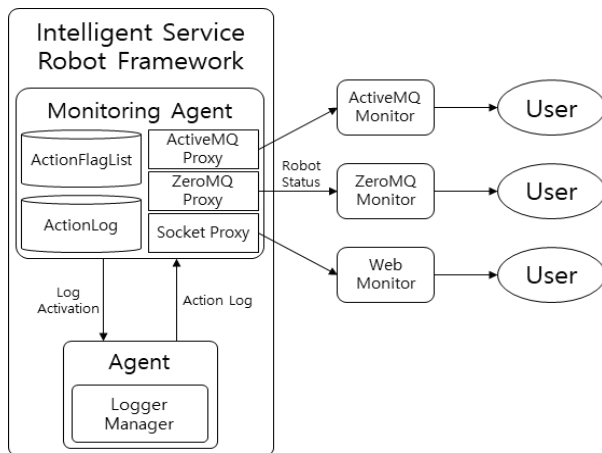 Intelligent Service
Robot Framework
Monitoring Agent
ActionFlagList
ActionLog
ActiveMQ
Proxy
ZeroMQ
Proxy
Socket Proxy
Robot
Status
ActiveMQ
Monitor
User
ZeroMQ
Monitor
User
Web
Monitor
User
Log
Activation
Action Log
Agent
Logger
Manager